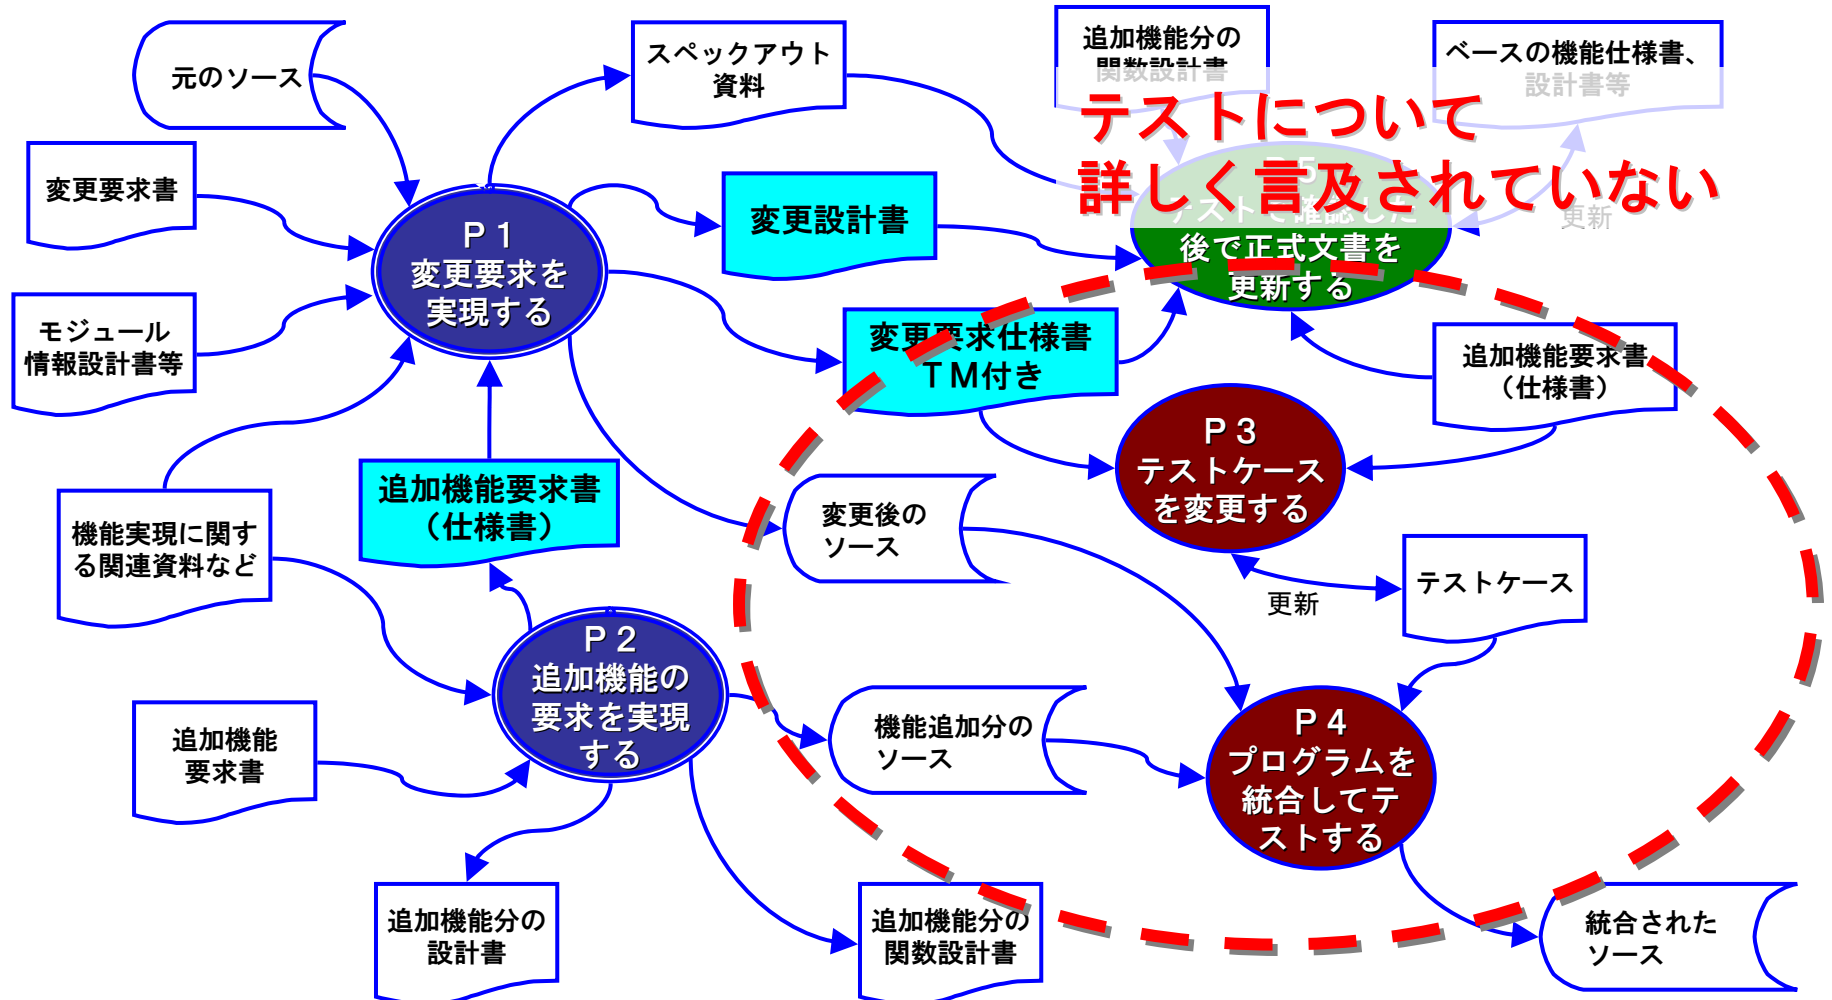 元のソース
スペックアウト
資料
追加機能分の
関数設計書
ベースの機能仕様書、
設計書等
テストについて
詳しく言及されていない
変更要求書
Ｐ１
変更要求を
実現する
変更設計書
Ｐ５
テストで確認した
後で正式文書を
更新する
更新
モジュール
情報設計書等
変更要求仕様書
ＴＭ付き
追加機能要求書
（仕様書）
Ｐ３
テストケース
を変更する
追加機能要求書
（仕様書）
機能実現に関す
る関連資料など
変更後の
ソース
テストケース
更新
Ｐ２
追加機能の
要求を実現
する
追加機能
要求書
機能追加分の
ソース
Ｐ４
プログラムを
統合してテ
ストする
追加機能分の
設計書
追加機能分の
関数設計書
統合された
ソース